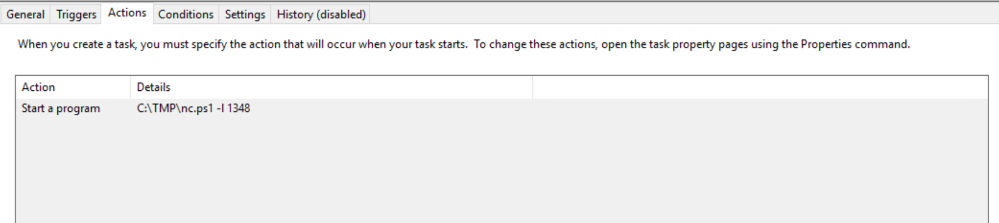 General Triggers Actions Conditions Settings History (disabled)
When you create a task, you must specify the action that will occur when your task starts.  To change these actions, open the task property pages using the Properties command.
Action Details
Start a program C:\TMP\nc.ps1 -l 1348